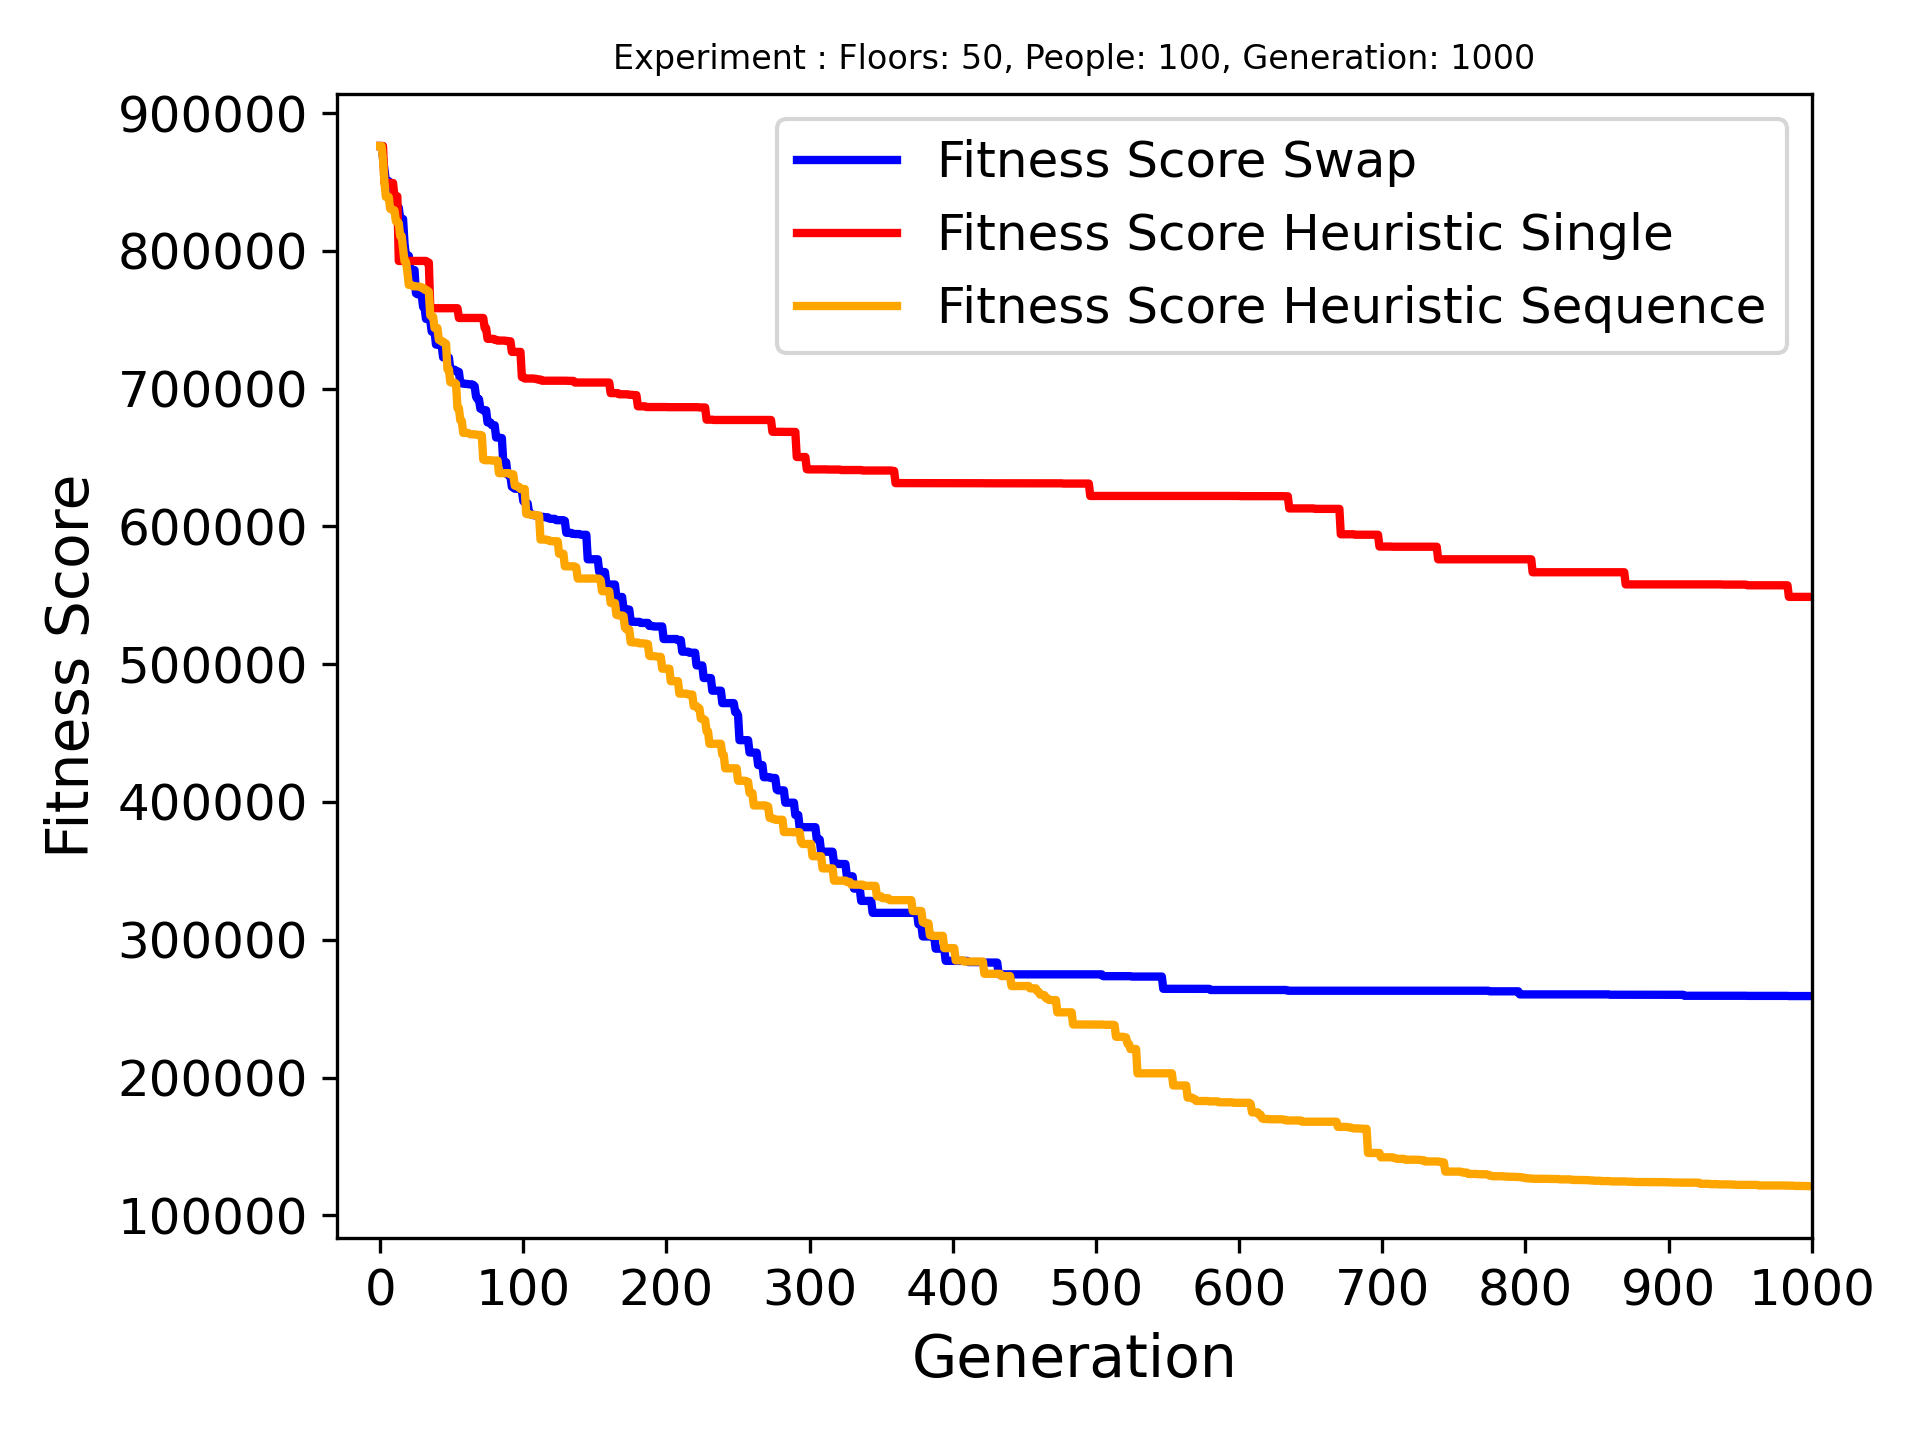 Experiment : Floors: 50, People: 100, Generation: 1000
Fitness Score Swap
Fitness Score Heuristic Single
Fitness Score Heuristic Sequence
Fitness Score
900000
800000
700000
600000
500000
400000
300000
200000
100000
0 100 200 300 400 500 600 700 800 900 1000
Generation